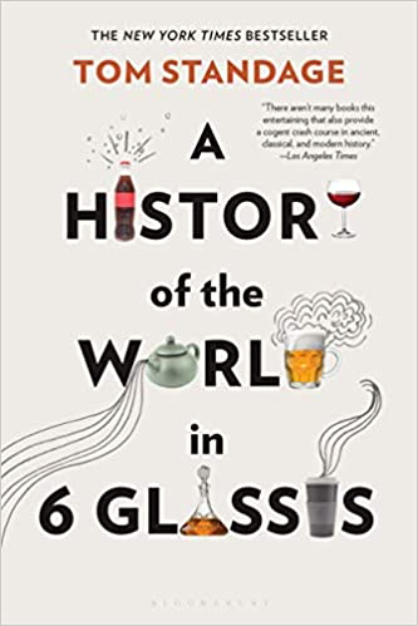 THE NEW YORK TIMES BESTSELLER
TOM STANDAGE
"There aren't many books this
entertaining that also provide
a cogent crash course in ancient,
classical, and modern history."
—Los Angeles Times
A
HISTORY
of the
WORLD
in
6 GLASSES
BLOOMSBURY